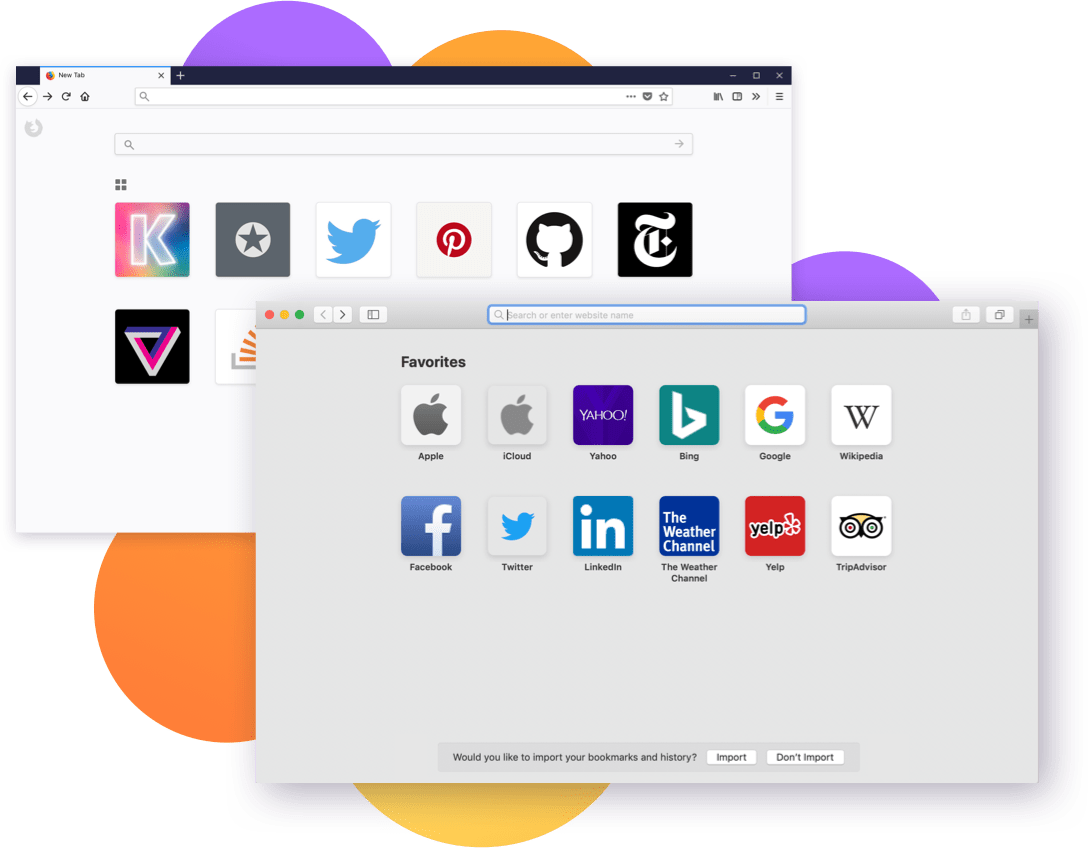 New Tab
K
T
Search or enter website name
Favorites
YAHOO!
b
G
W
Apple
iCloud
Yahoo
Bing
Google
Wikipedia
f
in
The
Weather
Channel
yelp
Facebook
Twitter
LinkedIn
The Weather
Channel
Yelp
TripAdvisor
Would you like to import your bookmarks and history?
Import
Don't Import